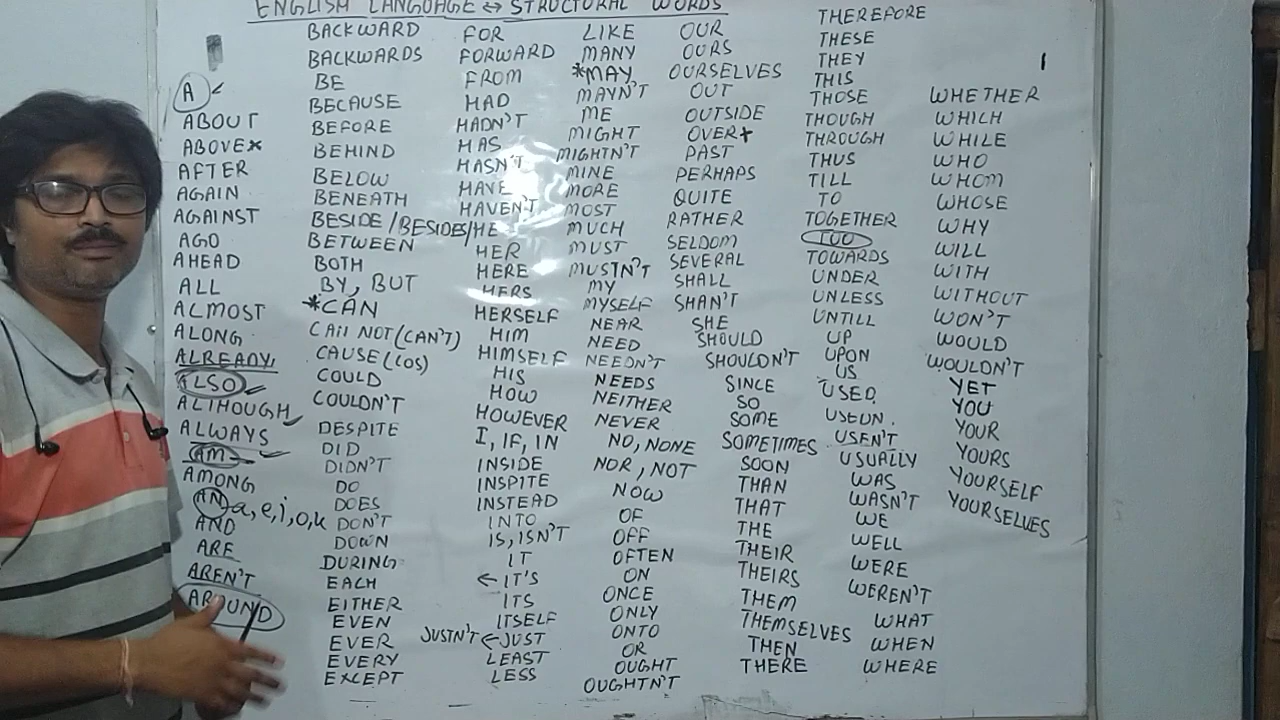 ENGLISH LANGUAGE ↔ STRUCTURAL WORDS
A ✓
ABOUT
ABOVE×
AFTER
AGAIN
AGAINST
AGO
AHEAD
ALL
ALMOST
ALONG
ALREADY
ALSO
ALTHOUGH
ALWAYS
AM
AMONG
AN a, e, i, o, u
AND
ARE
AREN'T
AROUND
BACKWARD
BACKWARDS
BE
BECAUSE
BEFORE
BEHIND
BELOW
BENEATH
BESIDE/BESIDES/
BETWEEN
BOTH
BY, BUT
*CAN
CAN NOT (CAN'T)
CAUSE (COS)
COULD
COULDN'T
DESPITE
DID
DIDN'T
DO
DOES
DON'T
DOWN
DURING
EACH
EITHER
EVEN
EVER
EVERY
EXCEPT
FOR
FORWARD
FROM
HAD
HADN'T
HAS
HASN'T
HAVE
HAVEN'T
HE
HER
HERE
HERS
HERSELF
HIM
HIMSELF
HIS
HOW
HOWEVER
I, IF, IN
INSIDE
INSPITE
INSTEAD
INTO
IS, ISN'T
IT
← IT'S
ITS
ITSELF
JUSTN'T ← JUST
LEAST
LESS
LIKE
MANY
*MAY
MAYN'T
ME
MIGHT
MIGHTN'T
MINE
MORE
MOST
MUCH
MUST
MUSTN'T
MY
MYSELF
NEAR
NEED
NEEDN'T
NEEDS
NEITHER
NEVER
NO, NONE
NOR, NOT
NOW
OF
OFF
OFTEN
ON
ONCE
ONLY
ONTO
OR
OUGHT
OUGHTN'T
OUR
OURS
OURSELVES
OUT
OUTSIDE
OVER×
PAST
PERHAPS
QUITE
RATHER
SELDOM
SEVERAL
SHALL
SHAN'T
SHE
SHOULD
SHOULDN'T
SINCE
SO
SOME
SOMETIMES
SOON
THAN
THAT
THE
THEIR
THEIRS
THEM
THEMSELVES
THEN
THERE
THEREFORE
THESE
THEY
THIS
THOSE
THOUGH
THROUGH
THUS
TILL
TO
TOGETHER
TOO
TOWARDS
UNDER
UNLESS
UNTILL
UP
UPON
US
USED
USEN'T
USUALLY
WAS
WASN'T
WE
WELL
WERE
WEREN'T
WHAT
WHEN
WHERE
WHETHER
WHICH
WHILE
WHO
WHOM
WHOSE
WHY
WILL
WITH
WITHOUT
WON'T
WOULD
WOULDN'T
YET
YOU
YOUR
YOURS
YOURSELF
YOURSELVES